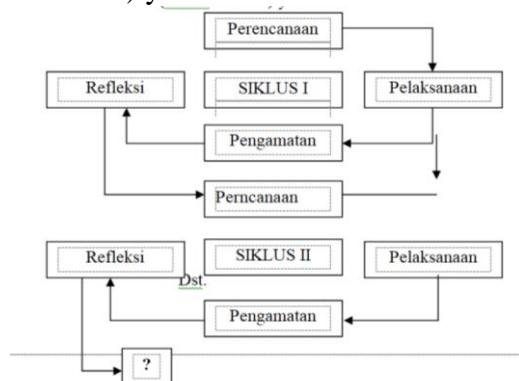 Perencanaan
Refleksi
SIKLUS I
Pelaksanaan
Pengamatan
Perncanaan
Refleksi
SIKLUS II
Pelaksanaan
Dst.
Pengamatan
?